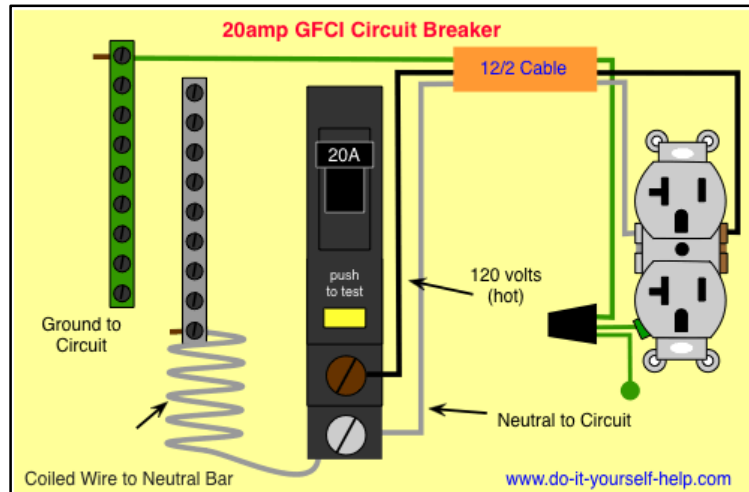 20amp GFCI Circuit Breaker
12/2 Cable
20A
push
to test
120 volts
(hot)
Ground to
Circuit
Neutral to Circuit
Coiled Wire to Neutral Bar
www.do-it-yourself-help.com